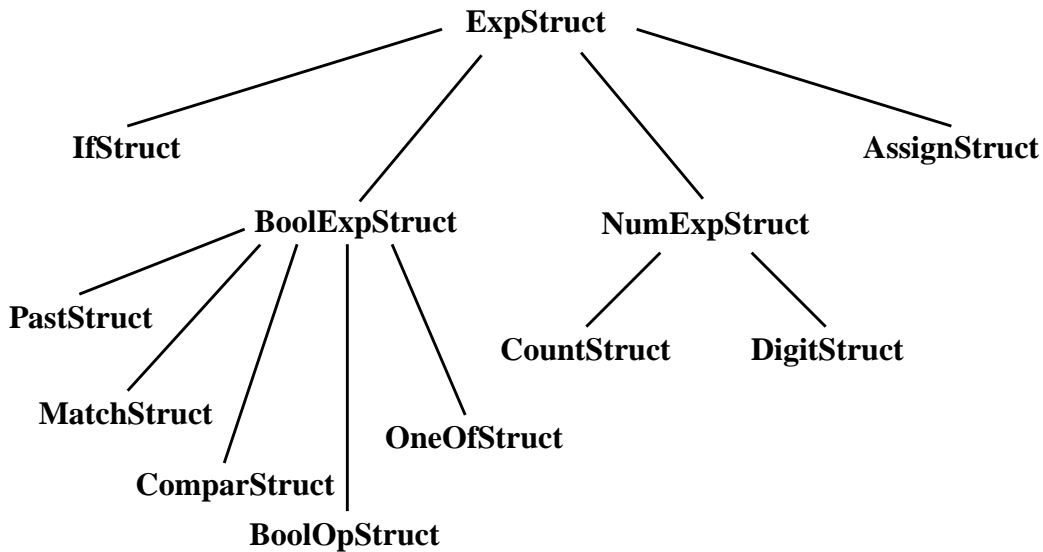 ExpStruct
IfStruct
AssignStruct
BoolExpStruct
NumExpStruct
PastStruct
CountStruct
DigitStruct
MatchStruct
OneOfStruct
ComparStruct
BoolOpStruct